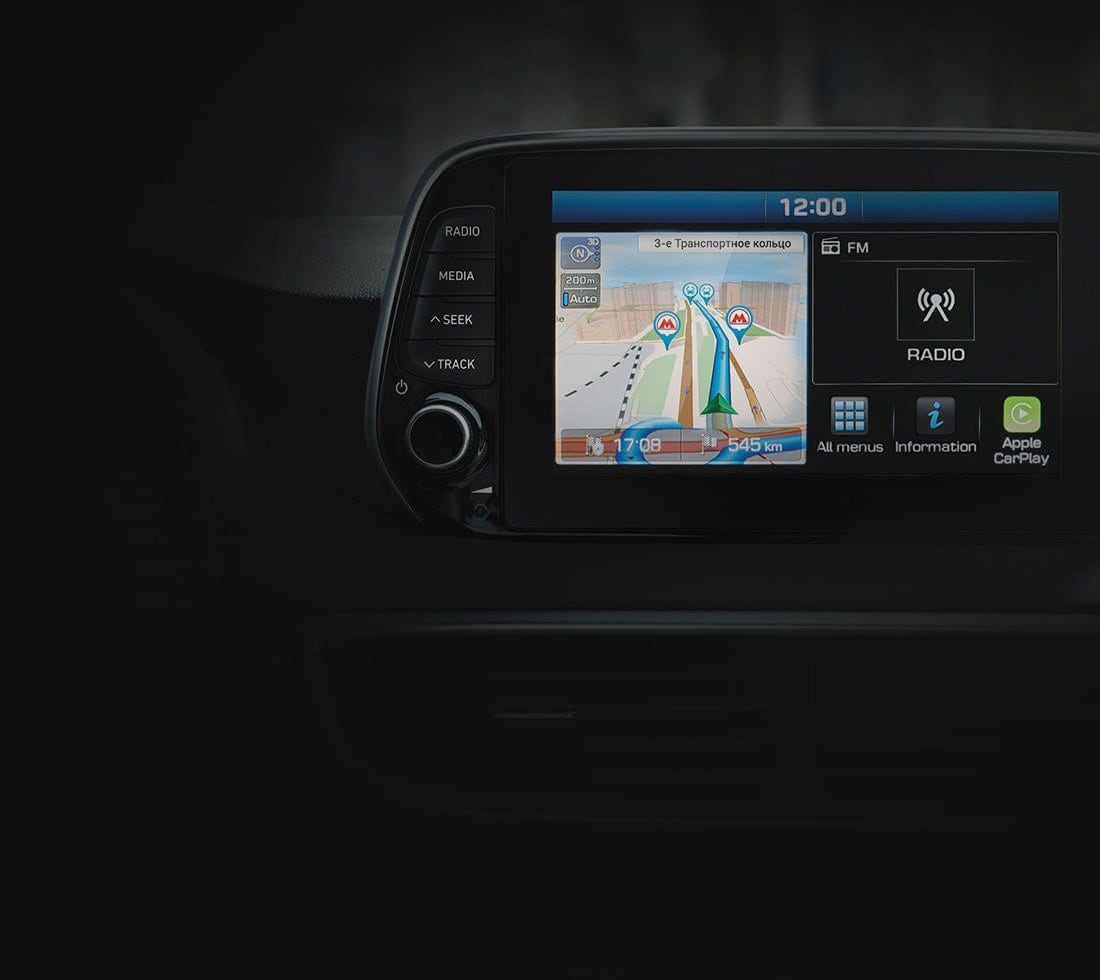 12:00
RADIO
MEDIA
SEEK
TRACK
3D
N
200m
Auto
3-е Транспортное кольцо
le
M
M
17:08
545 km
FM
RADIO
All menus
Information
Apple
CarPlay